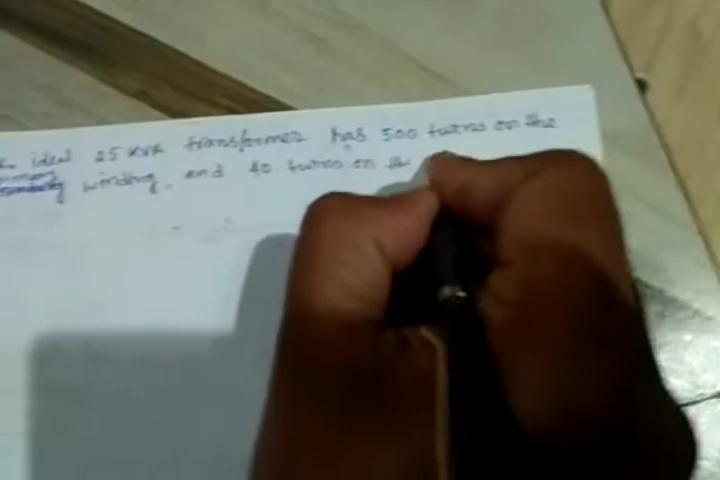 ideal 25 KVA transformer has 500 turns on the
winding. and 40 turns on the